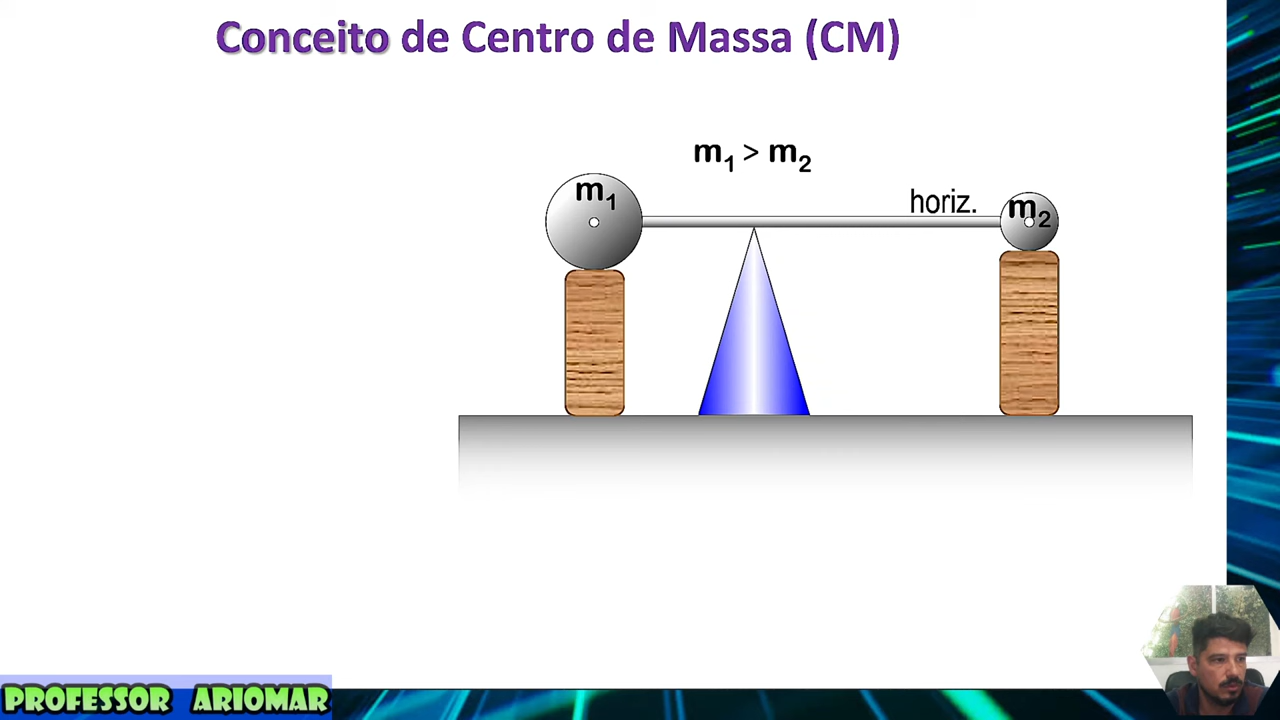 Conceito de Centro de Massa (CM)
m₁ > m₂
m₁
horiz.
m₂
PROFESSOR ARIOMAR